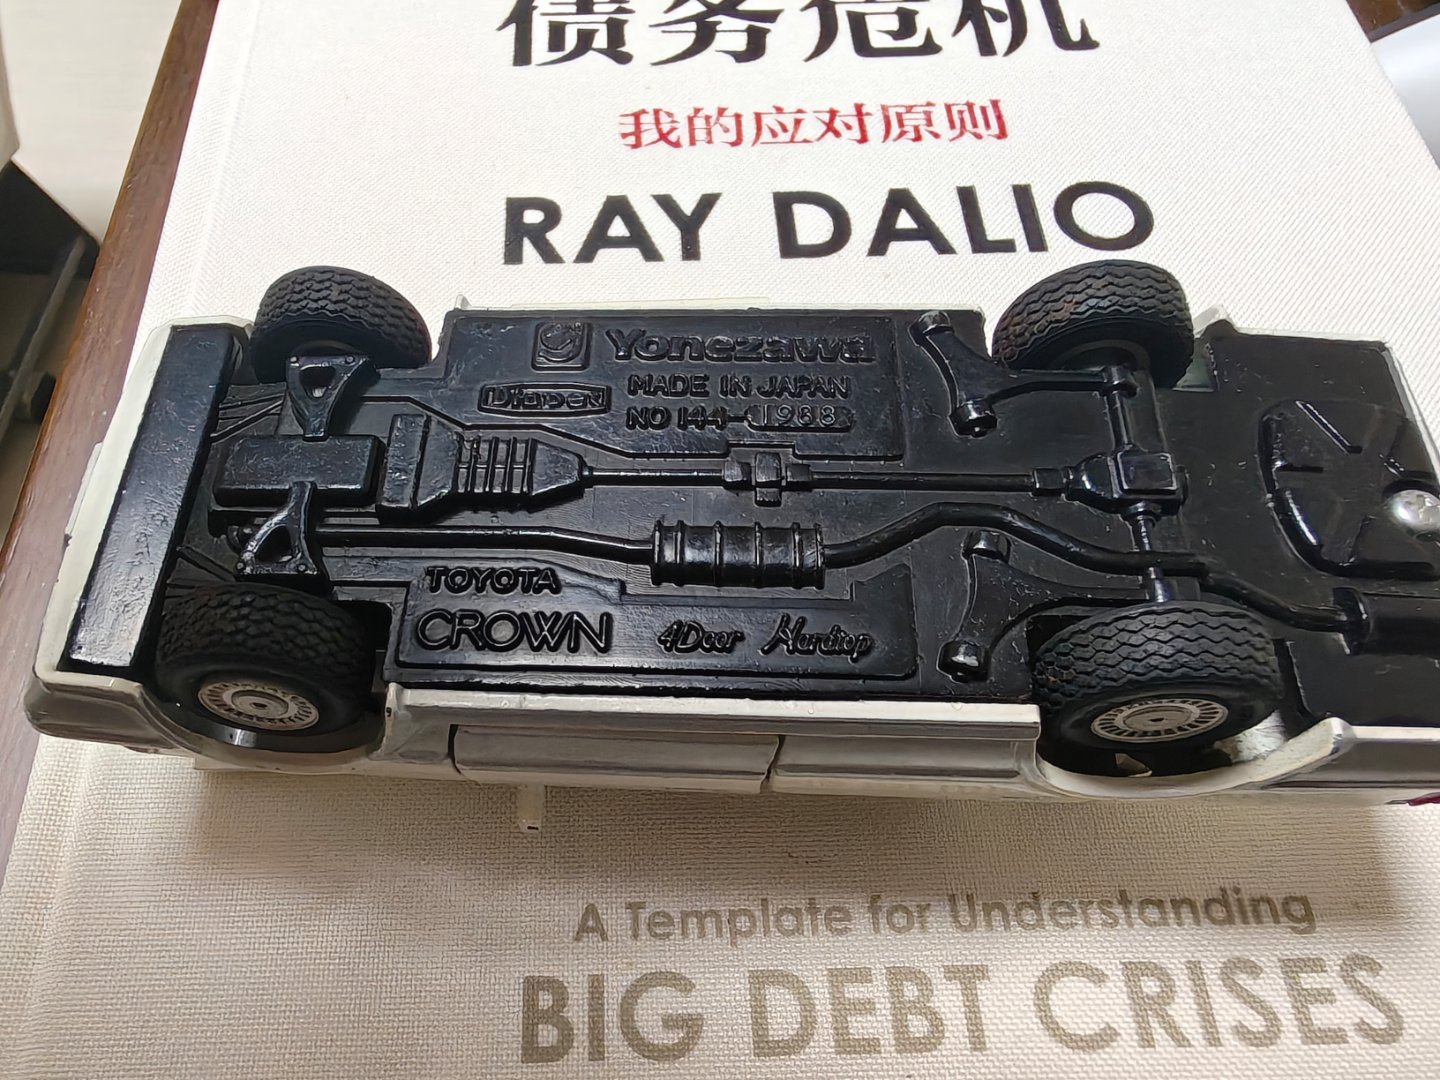 债务危机
我的应对原则
RAY DALIO
Yonezawa
MADE IN JAPAN
Diapet
NO 144-41988
TOYOTA
CROWN 4Door Hardtop
A Template for Understanding
BIG DEBT CRISES